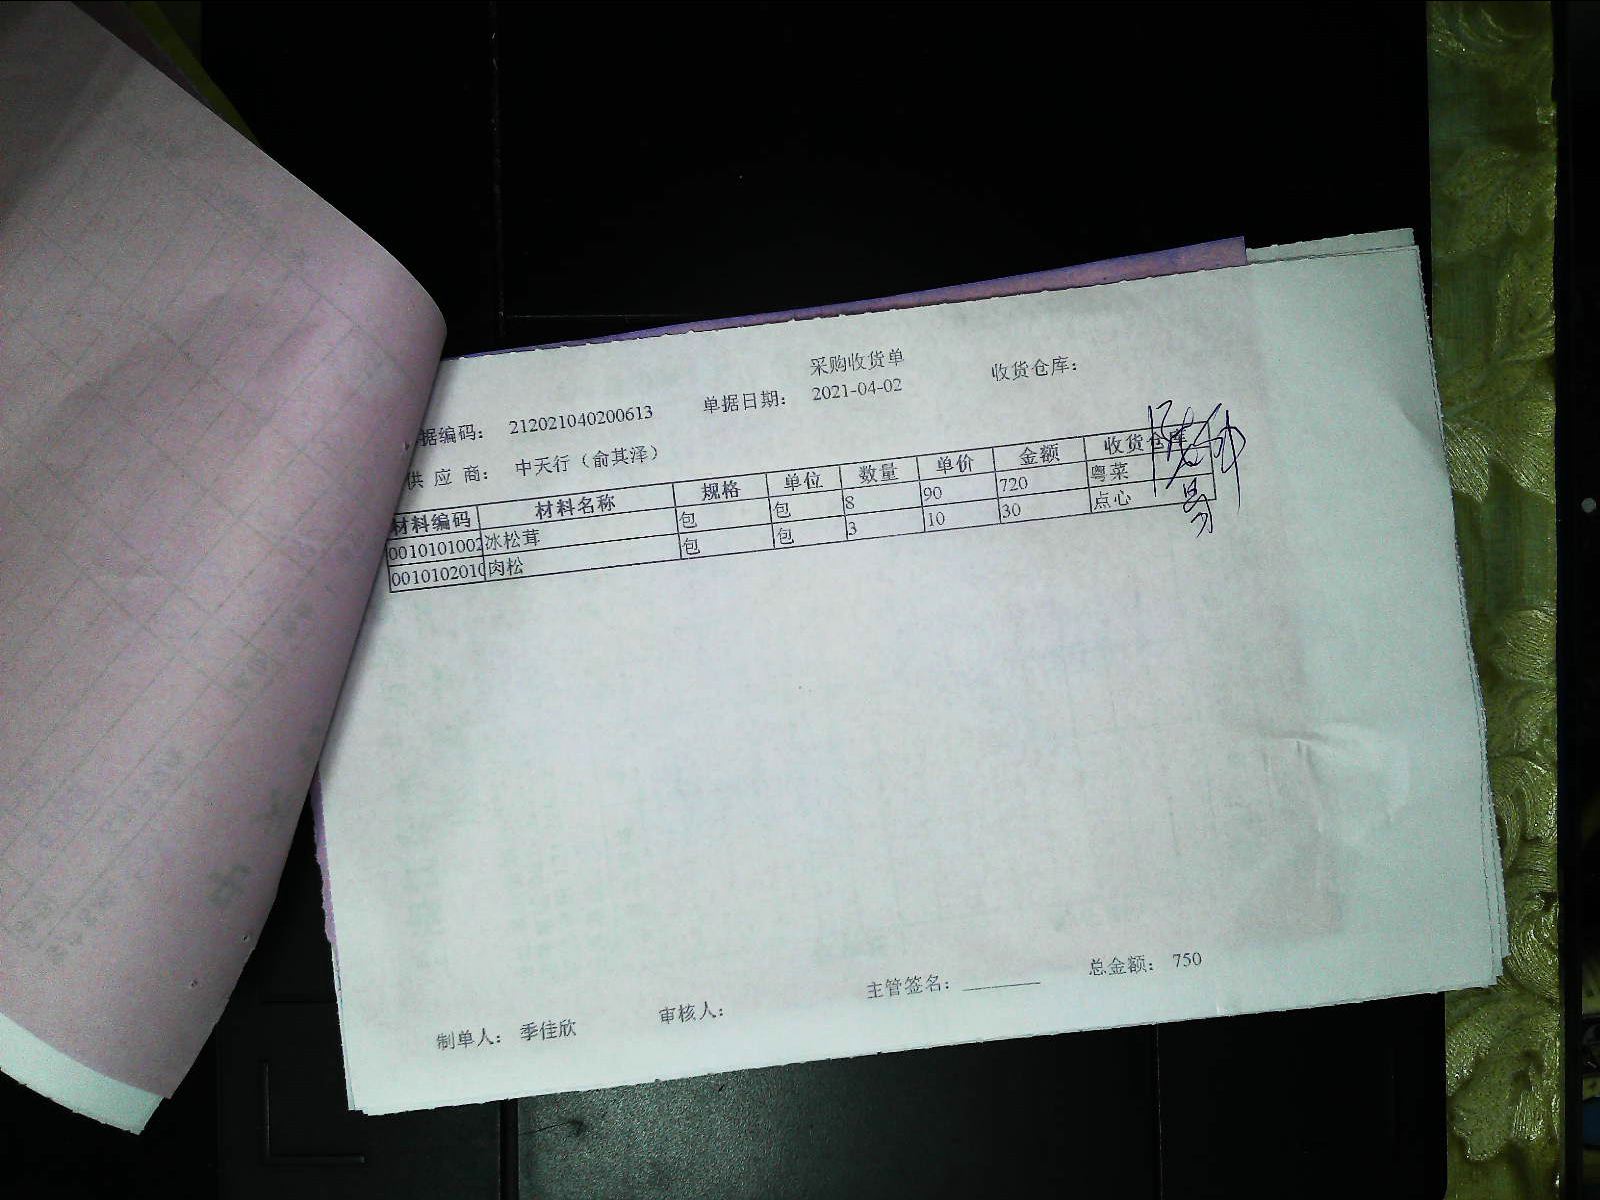 采购收货单
据编码： 212021040200613 单据日期： 2021-04-02 收货仓库：
供 应 商： 中天行（俞其泽）
材料编码 材料名称 规格 单位 数量 单价 金额 收货仓库
0010101002 冰松茸 包 包 8 90 720 粤菜
0010102010 肉松 包 包 3 10 30 点心
制单人： 季佳欣 审核人： 主管签名： 总金额： 750